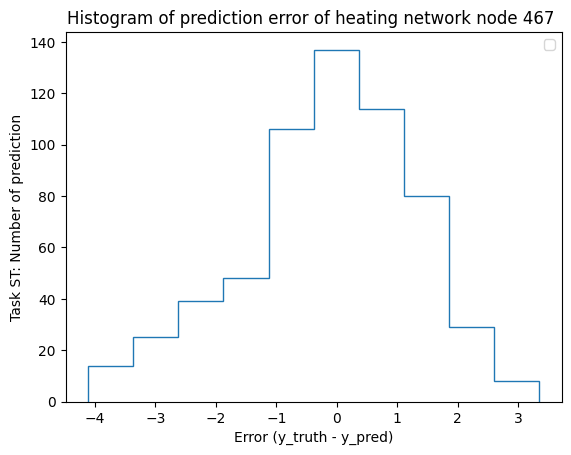 Histogram of prediction error of heating network node 467
140
120
100
80
60
40
20
0
Task ST: Number of prediction
−4 −3 −2 −1 0 1 2 3
Error (y_truth - y_pred)